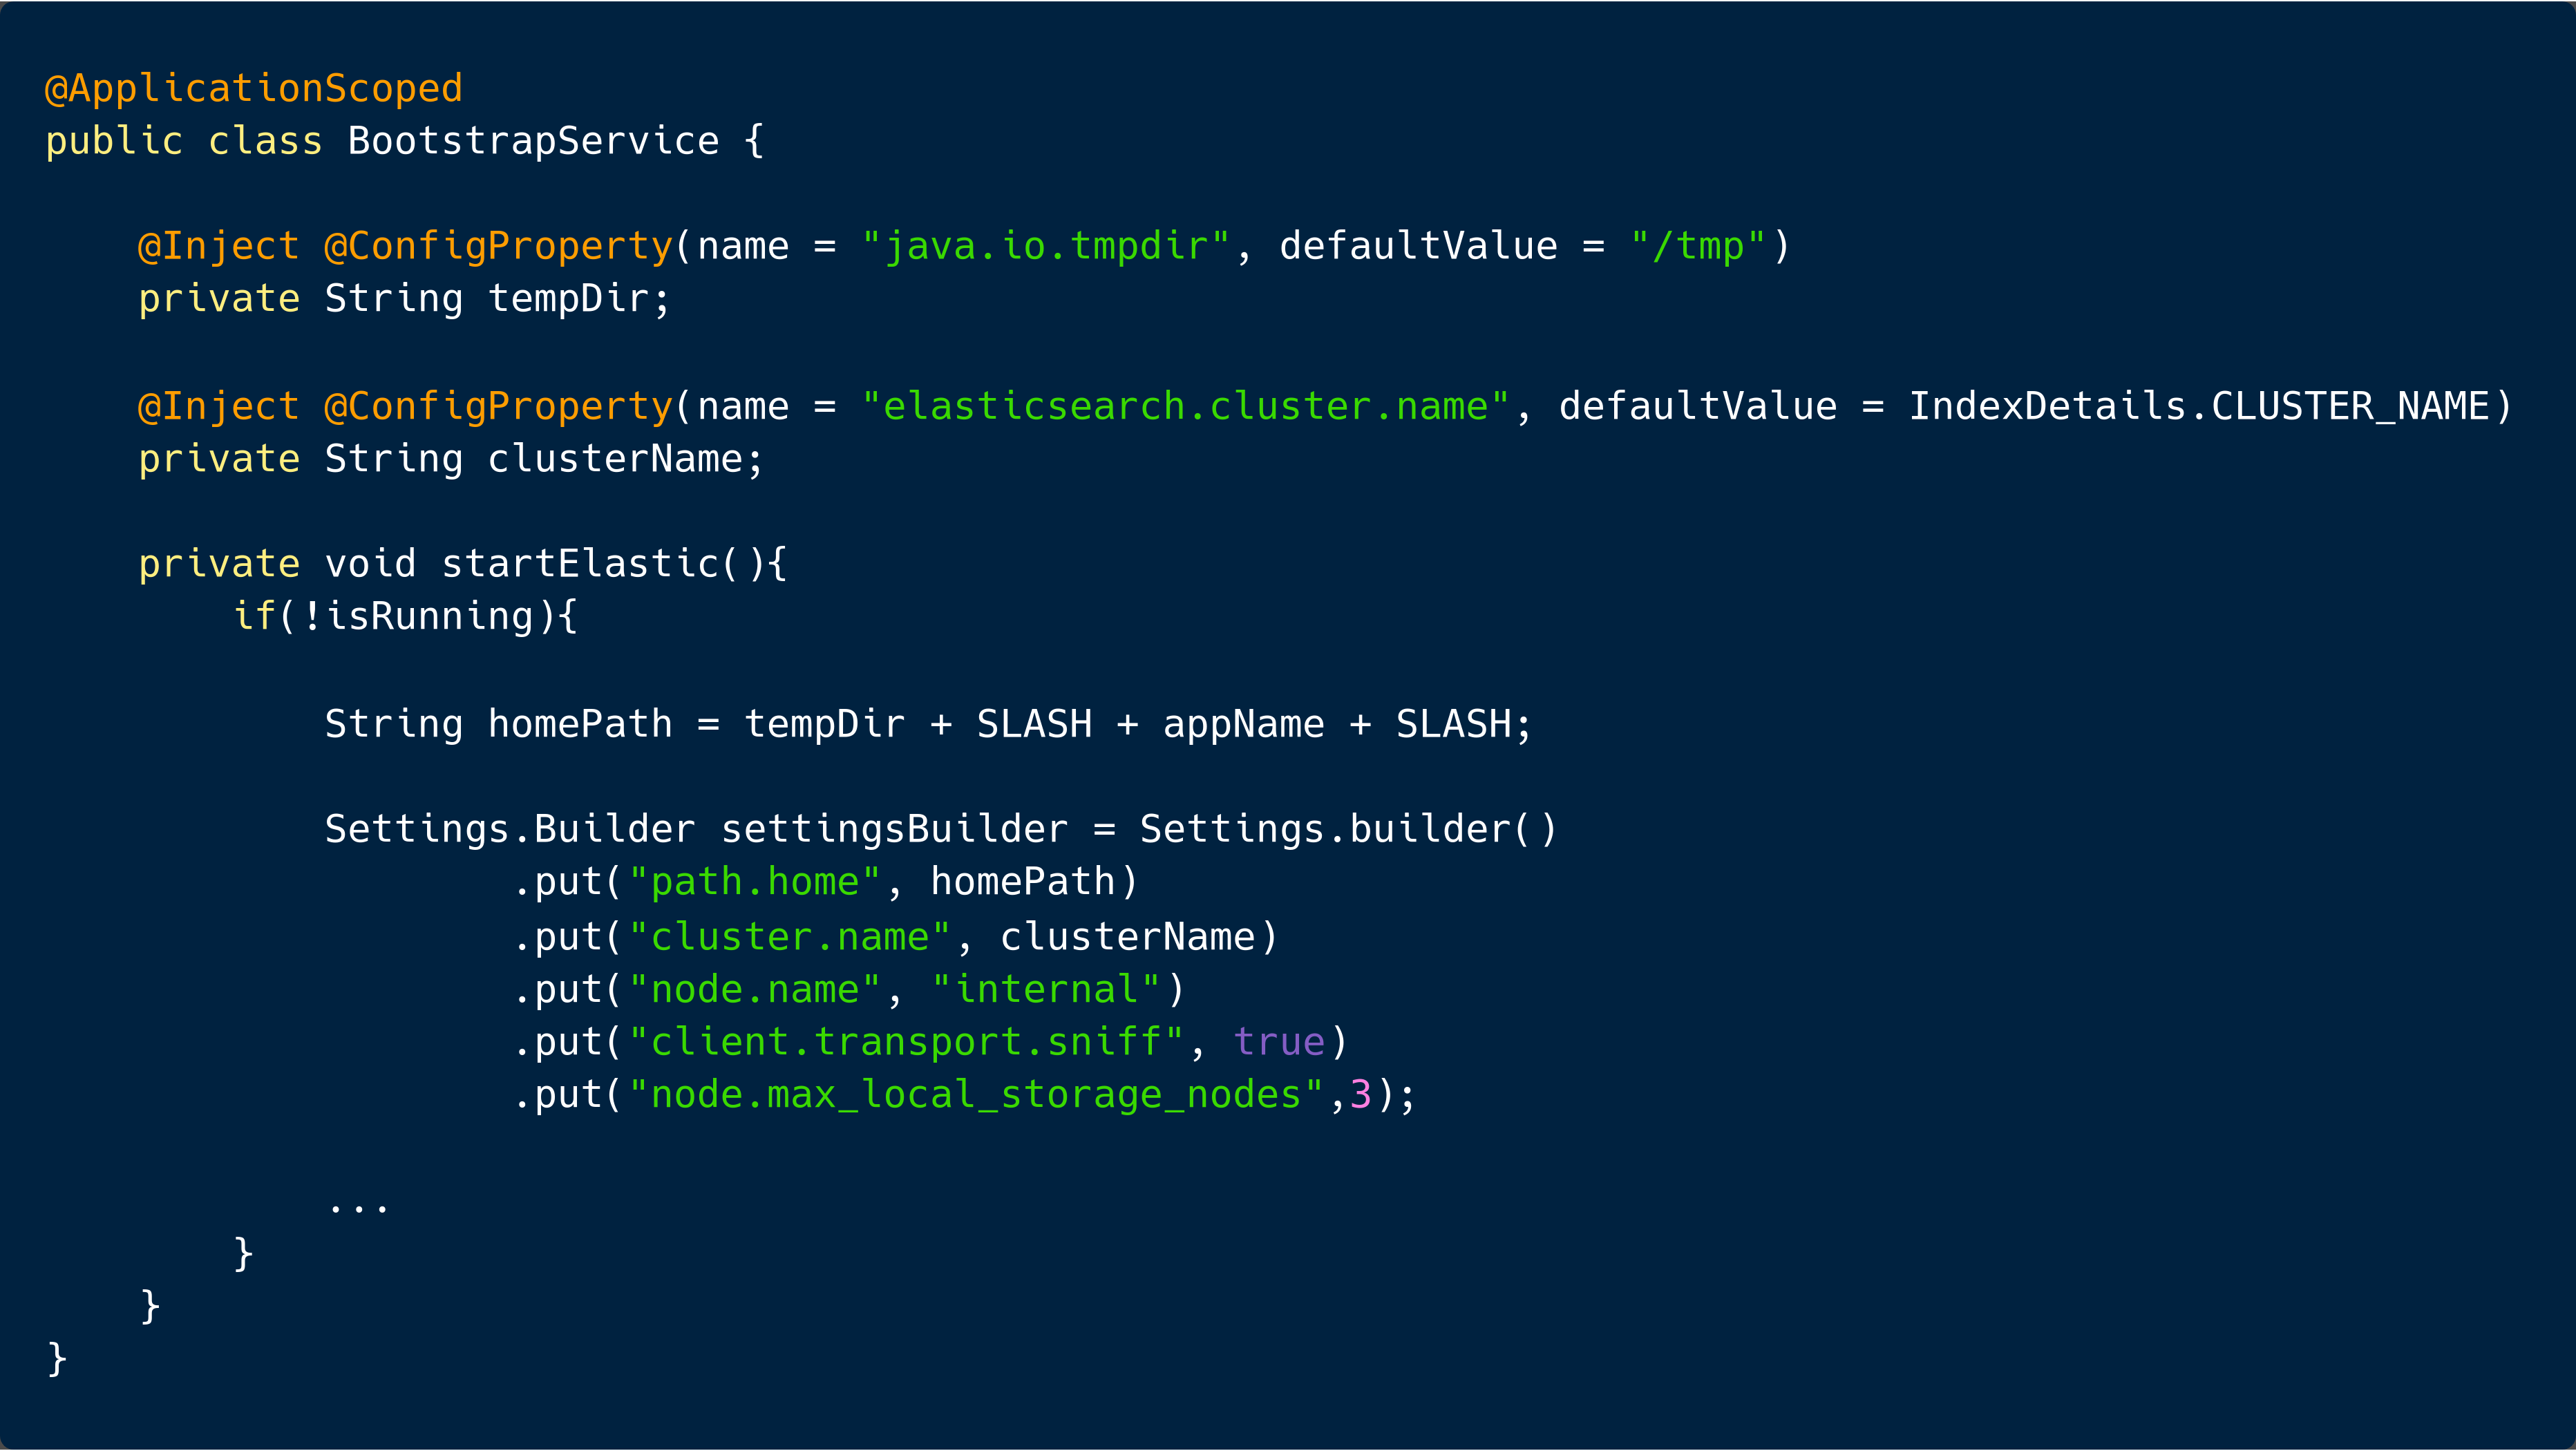 @ApplicationScoped
public class BootstrapService {
@Inject @ConfigProperty(name = "java.io.tmpdir", defaultValue = "/tmp")
private String tempDir;
@Inject @ConfigProperty(name = "elasticsearch.cluster.name", defaultValue = IndexDetails.CLUSTER_NAME)
private String clusterName;
private void startElastic(){
if(!isRunning){
String homePath = tempDir + SLASH + appName + SLASH;
Settings.Builder settingsBuilder = Settings.builder()
.put("path.home", homePath)
.put("cluster.name", clusterName)
.put("node.name", "internal")
.put("client.transport.sniff", true)
.put("node.max_local_storage_nodes",3);
...
}
}
}